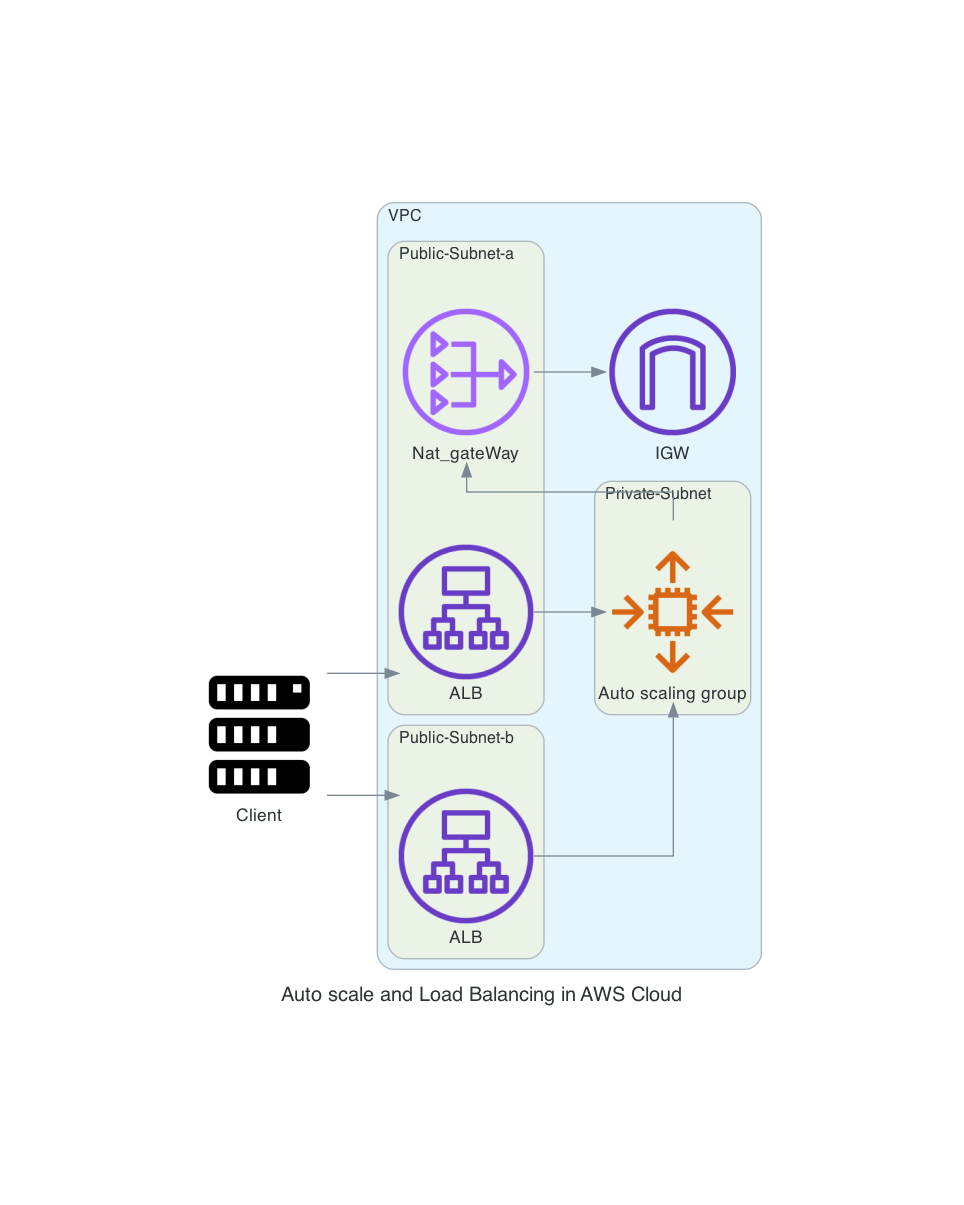 VPC
Public-Subnet-a
Nat_gateWay
IGW
Private-Subnet
ALB
Auto scaling group
Public-Subnet-b
Client
ALB
Auto scale and Load Balancing in AWS Cloud